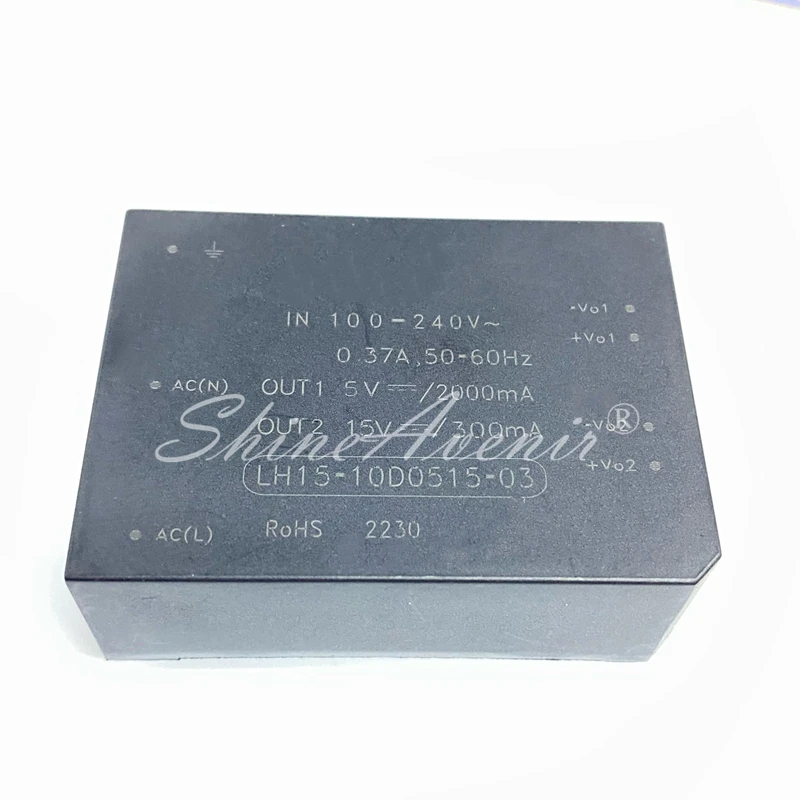 IN 100-240V~
-Vo1
+Vo1
0.37A,50-60Hz
AC(N)
OUT1 5V⎓/2000mA
OUT2 15V⎓/300mA
-Vo2
ShineAvenir®
+Vo2
LH15-10D0515-03
AC(L)
RoHS 2230